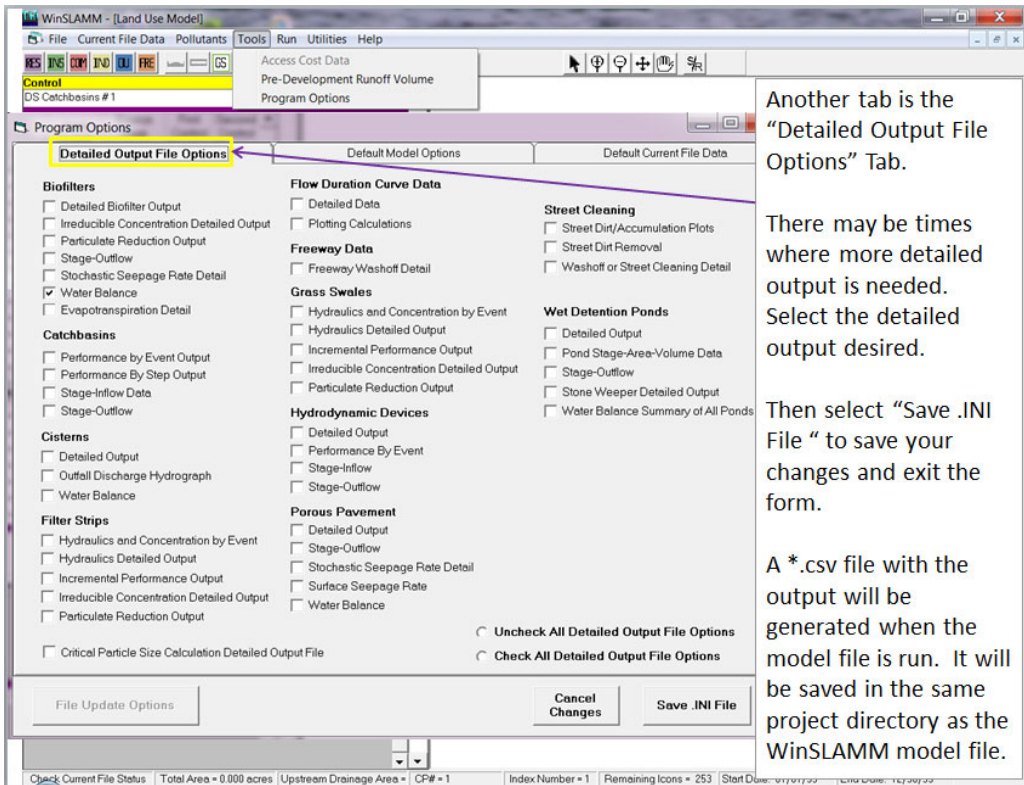 WinSLAMM - [Land Use Model]
File Current File Data Pollutants Tools Run Utilities Help
RES INS COM IND OU FRE GS
S/R
Access Cost Data
Pre-Development Runoff Volume
Program Options
Control
DS Catchbasins # 1
Program Options
Detailed Output File Options
Default Model Options
Default Current File Data
Biofilters
Detailed Biofilter Output
Irreducible Concentration Detailed Output
Particulate Reduction Output
Stage-Outflow
Stochastic Seepage Rate Detail
Water Balance
Evapotranspiration Detail
Catchbasins
Performance by Event Output
Performance By Step Output
Stage-Inflow Data
Stage-Outflow
Cisterns
Detailed Output
Outfall Discharge Hydrograph
Water Balance
Filter Strips
Hydraulics and Concentration by Event
Hydraulics Detailed Output
Incremental Performance Output
Irreducible Concentration Detailed Output
Particulate Reduction Output
Critical Particle Size Calculation Detailed Output File
Flow Duration Curve Data
Detailed Data
Plotting Calculations
Freeway Data
Freeway Washoff Detail
Grass Swales
Hydraulics and Concentration by Event
Hydraulics Detailed Output
Incremental Performance Output
Irreducible Concentration Detailed Output
Particulate Reduction Output
Hydrodynamic Devices
Detailed Output
Performance By Event
Stage-Inflow
Stage-Outflow
Porous Pavement
Detailed Output
Stage-Outflow
Stochastic Seepage Rate Detail
Surface Seepage Rate
Water Balance
Street Cleaning
Street Dirt/Accumulation Plots
Street Dirt Removal
Washoff or Street Cleaning Detail
Wet Detention Ponds
Detailed Output
Pond Stage-Area-Volume Data
Stage-Outflow
Stone Weeper Detailed Output
Water Balance Summary of All Ponds
Uncheck All Detailed Output File Options
Check All Detailed Output File Options
File Update Options
Cancel
Changes
Save .INI File
Check Current File Status Total Area = 0.000 acres Upstream Drainage Area = CP# = 1 Index Number = 1 Remaining Icons = 253
Another tab is the
"Detailed Output File
Options" Tab.
There may be times
where more detailed
output is needed.
Select the detailed
output desired.
Then select "Save .INI
File " to save your
changes and exit the
form.
A *.csv file with the
output will be
generated when the
model file is run. It will
be saved in the same
project directory as the
WinSLAMM model file.